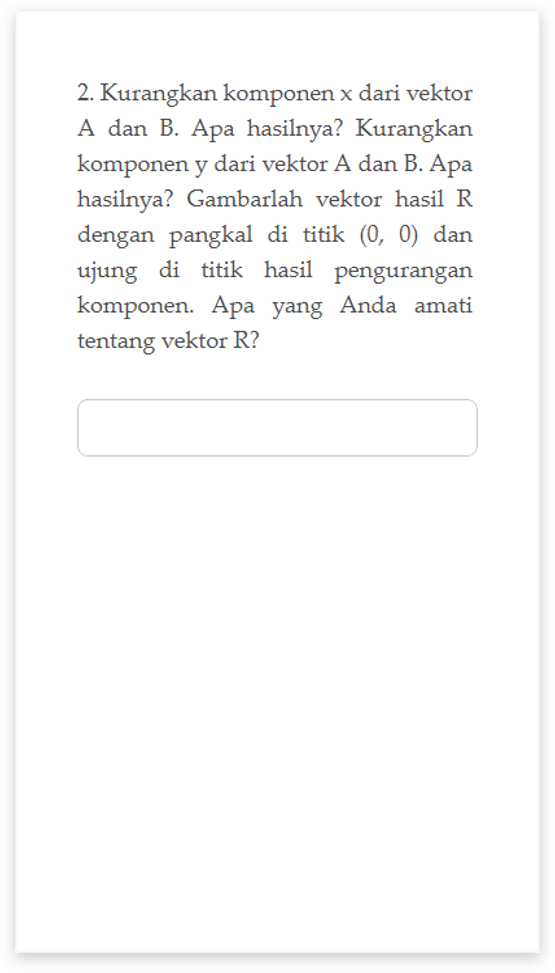 2. Kurangkan komponen x dari vektor
A dan B. Apa hasilnya? Kurangkan
komponen y dari vektor A dan B. Apa
hasilnya? Gambarlah vektor hasil R
dengan pangkal di titik (0, 0) dan
ujung di titik hasil pengurangan
komponen. Apa yang Anda amati
tentang vektor R?